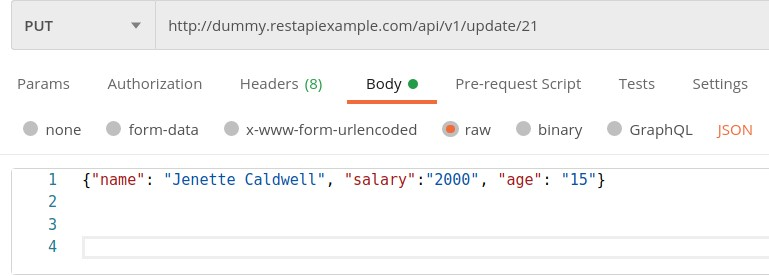 PUT http://dummy.restapiexample.com/api/v1/update/21
Params Authorization Headers (8) Body Pre-request Script Tests Settings
none form-data x-www-form-urlencoded raw binary GraphQL JSON
1 {"name": "Jenette Caldwell", "salary":"2000", "age": "15"}
2
3
4